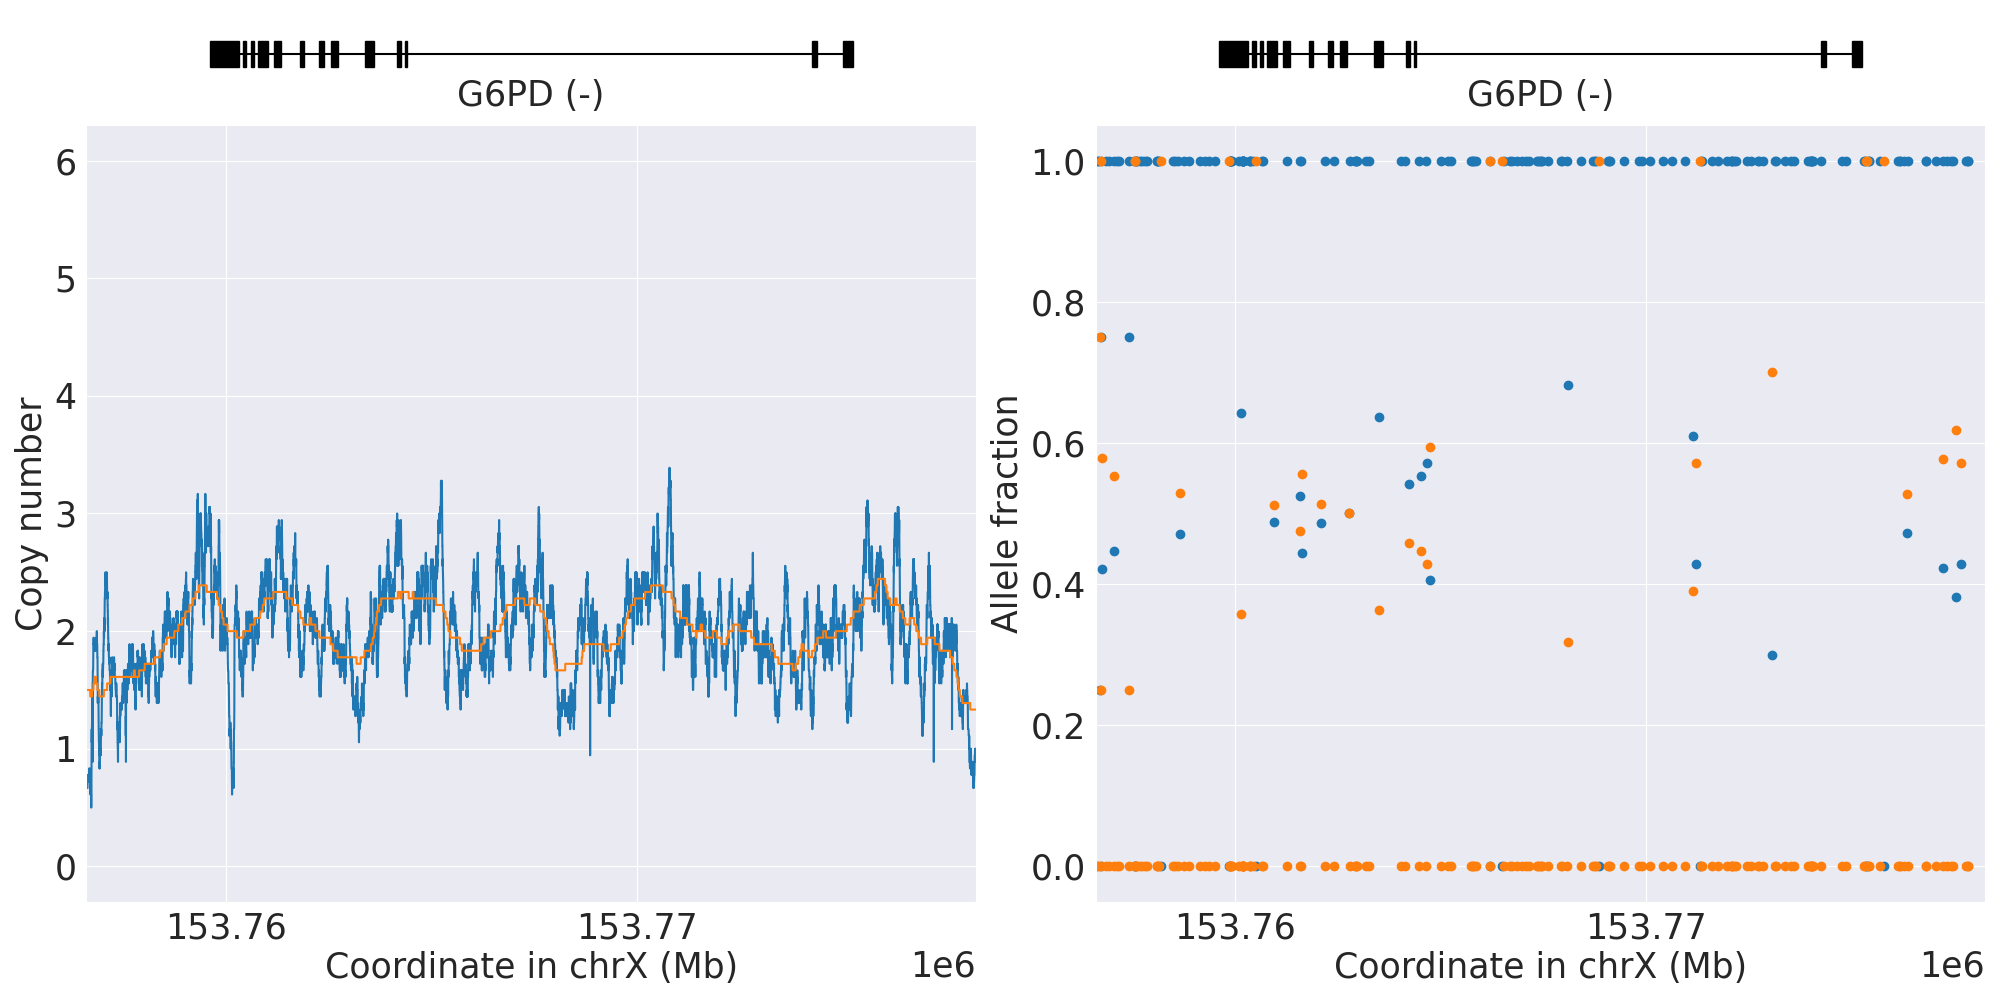 G6PD (-)
G6PD (-)
Copy number
6
5
4
3
2
1
0
153.76
153.77
Coordinate in chrX (Mb)
1e6
Allele fraction
1.0
0.8
0.6
0.4
0.2
0.0
153.76
153.77
Coordinate in chrX (Mb)
1e6